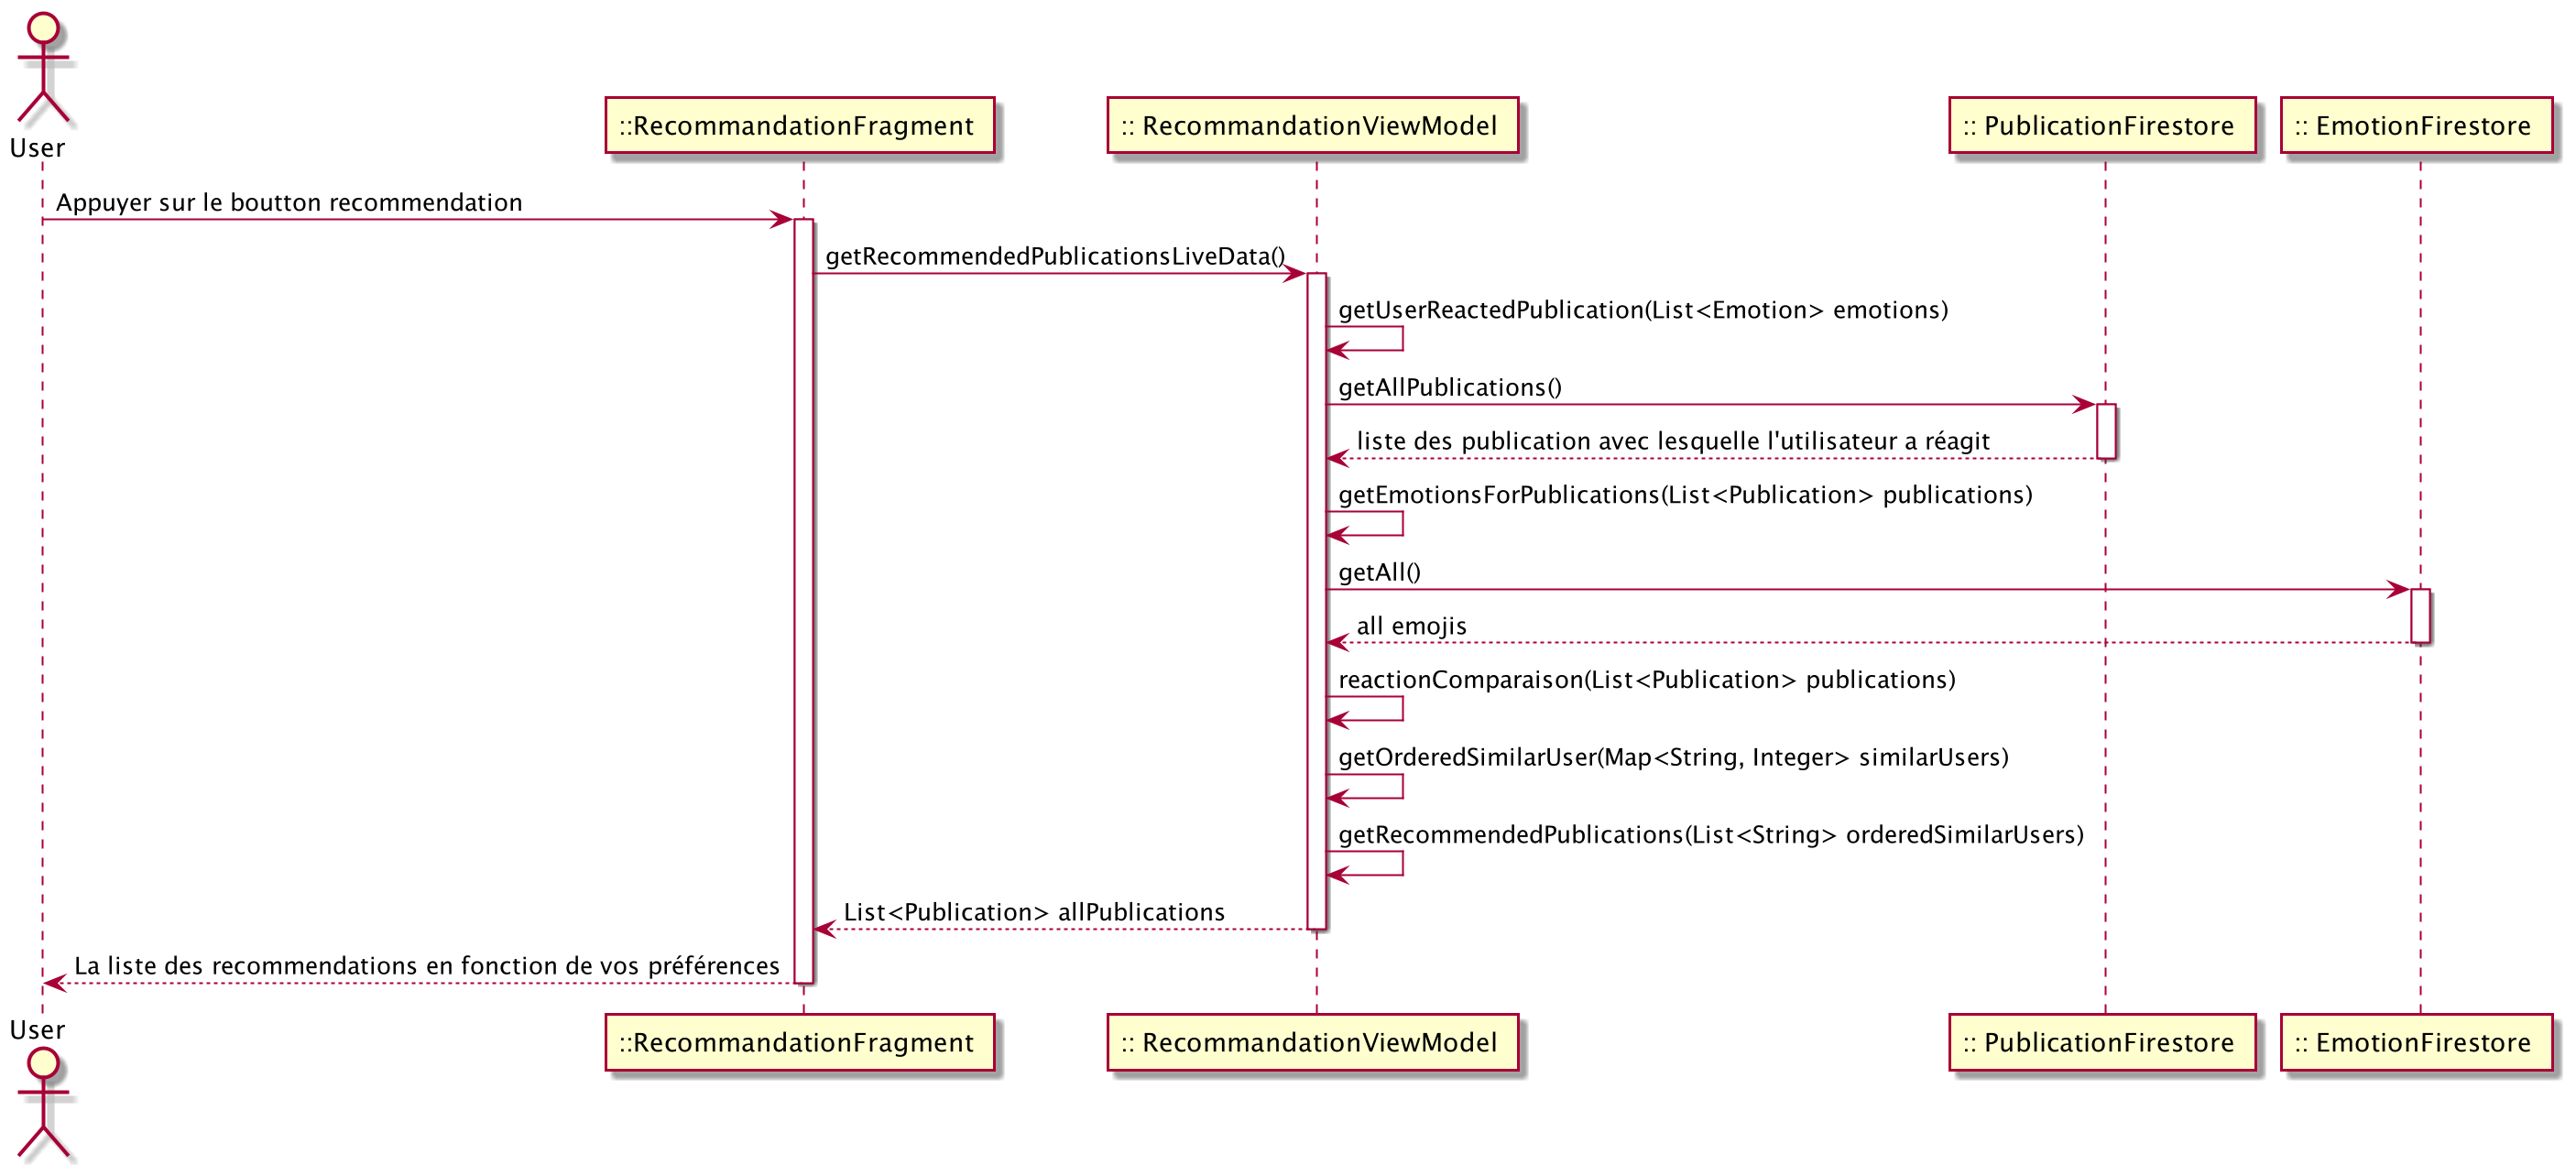 User
::RecommandationFragment
:: RecommandationViewModel
:: PublicationFirestore
:: EmotionFirestore
Appuyer sur le boutton recommendation
getRecommendedPublicationsLiveData()
getUserReactedPublication(List<Emotion> emotions)
getAllPublications()
liste des publication avec lesquelle l'utilisateur a réagit
getEmotionsForPublications(List<Publication> publications)
getAll()
all emojis
reactionComparaison(List<Publication> publications)
getOrderedSimilarUser(Map<String, Integer> similarUsers)
getRecommendedPublications(List<String> orderedSimilarUsers)
List<Publication> allPublications
La liste des recommendations en fonction de vos préférences
User
::RecommandationFragment
:: RecommandationViewModel
:: PublicationFirestore
:: EmotionFirestore